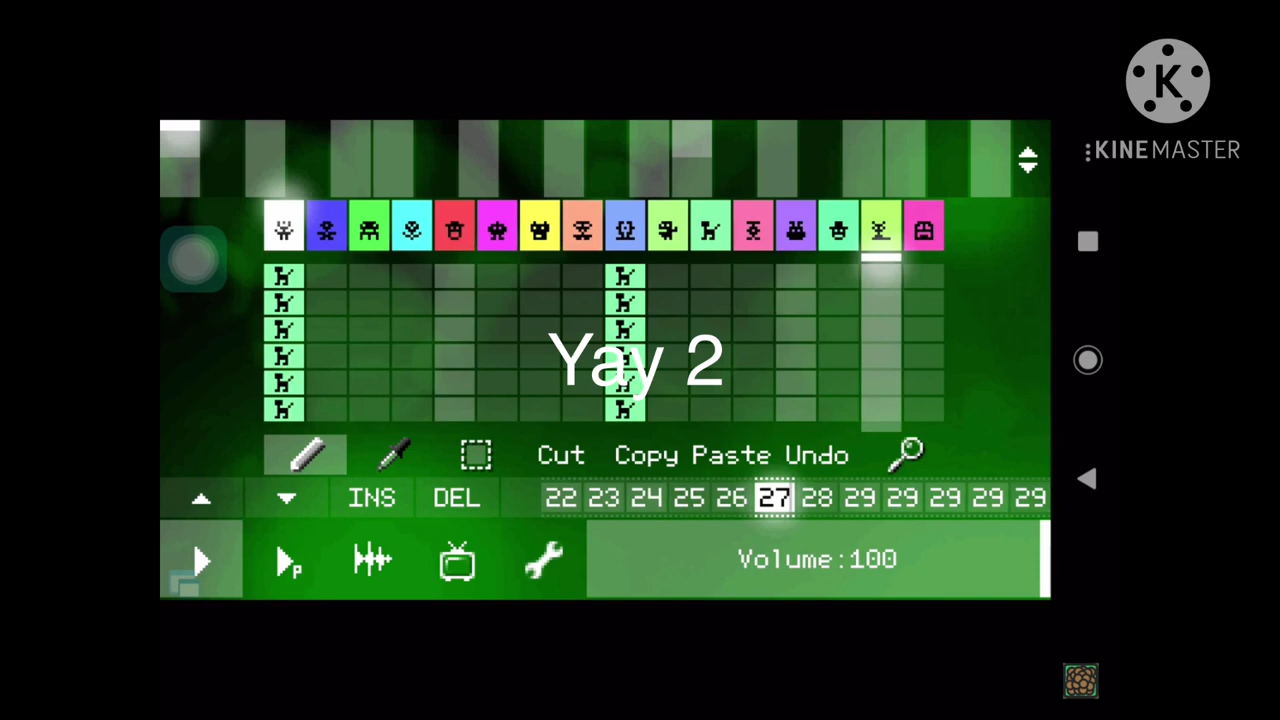 K
KINEMASTER
Yay 2
Cut Copy Paste Undo
INS DEL 22 23 24 25 26 27 28 29 29 29 29 29
P Volume:100